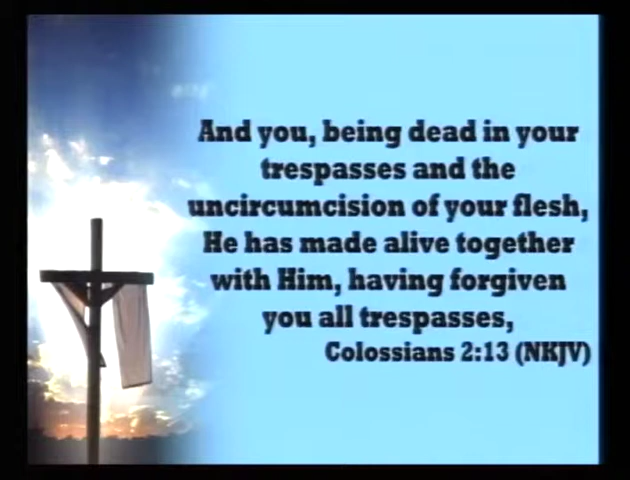 And you, being dead in your
trespasses and the
uncircumcision of your flesh,
He has made alive together
with Him, having forgiven
you all trespasses,
Colossians 2:13 (NKJV)